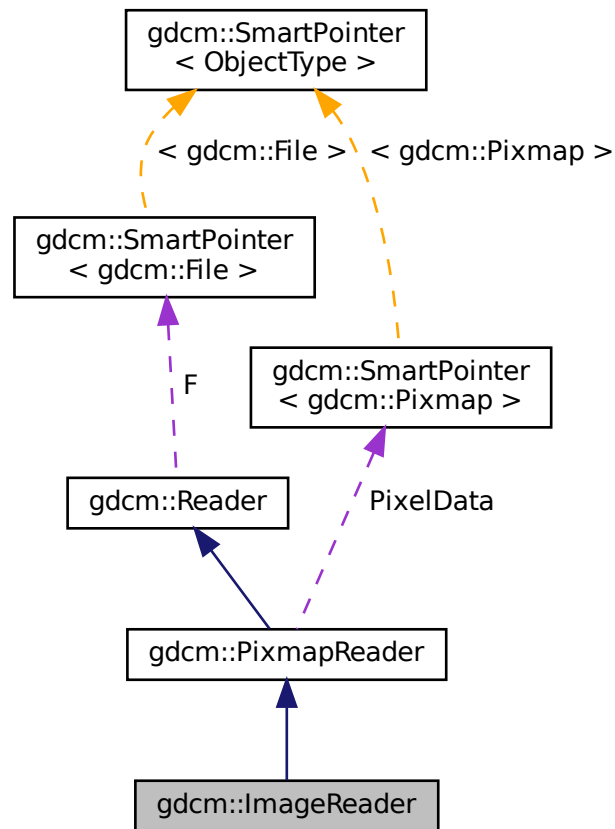 gdcm::SmartPointer
< ObjectType >
< gdcm::File >
< gdcm::Pixmap >
gdcm::SmartPointer
< gdcm::File >
gdcm::SmartPointer
< gdcm::Pixmap >
F
gdcm::Reader
PixelData
gdcm::PixmapReader
gdcm::ImageReader